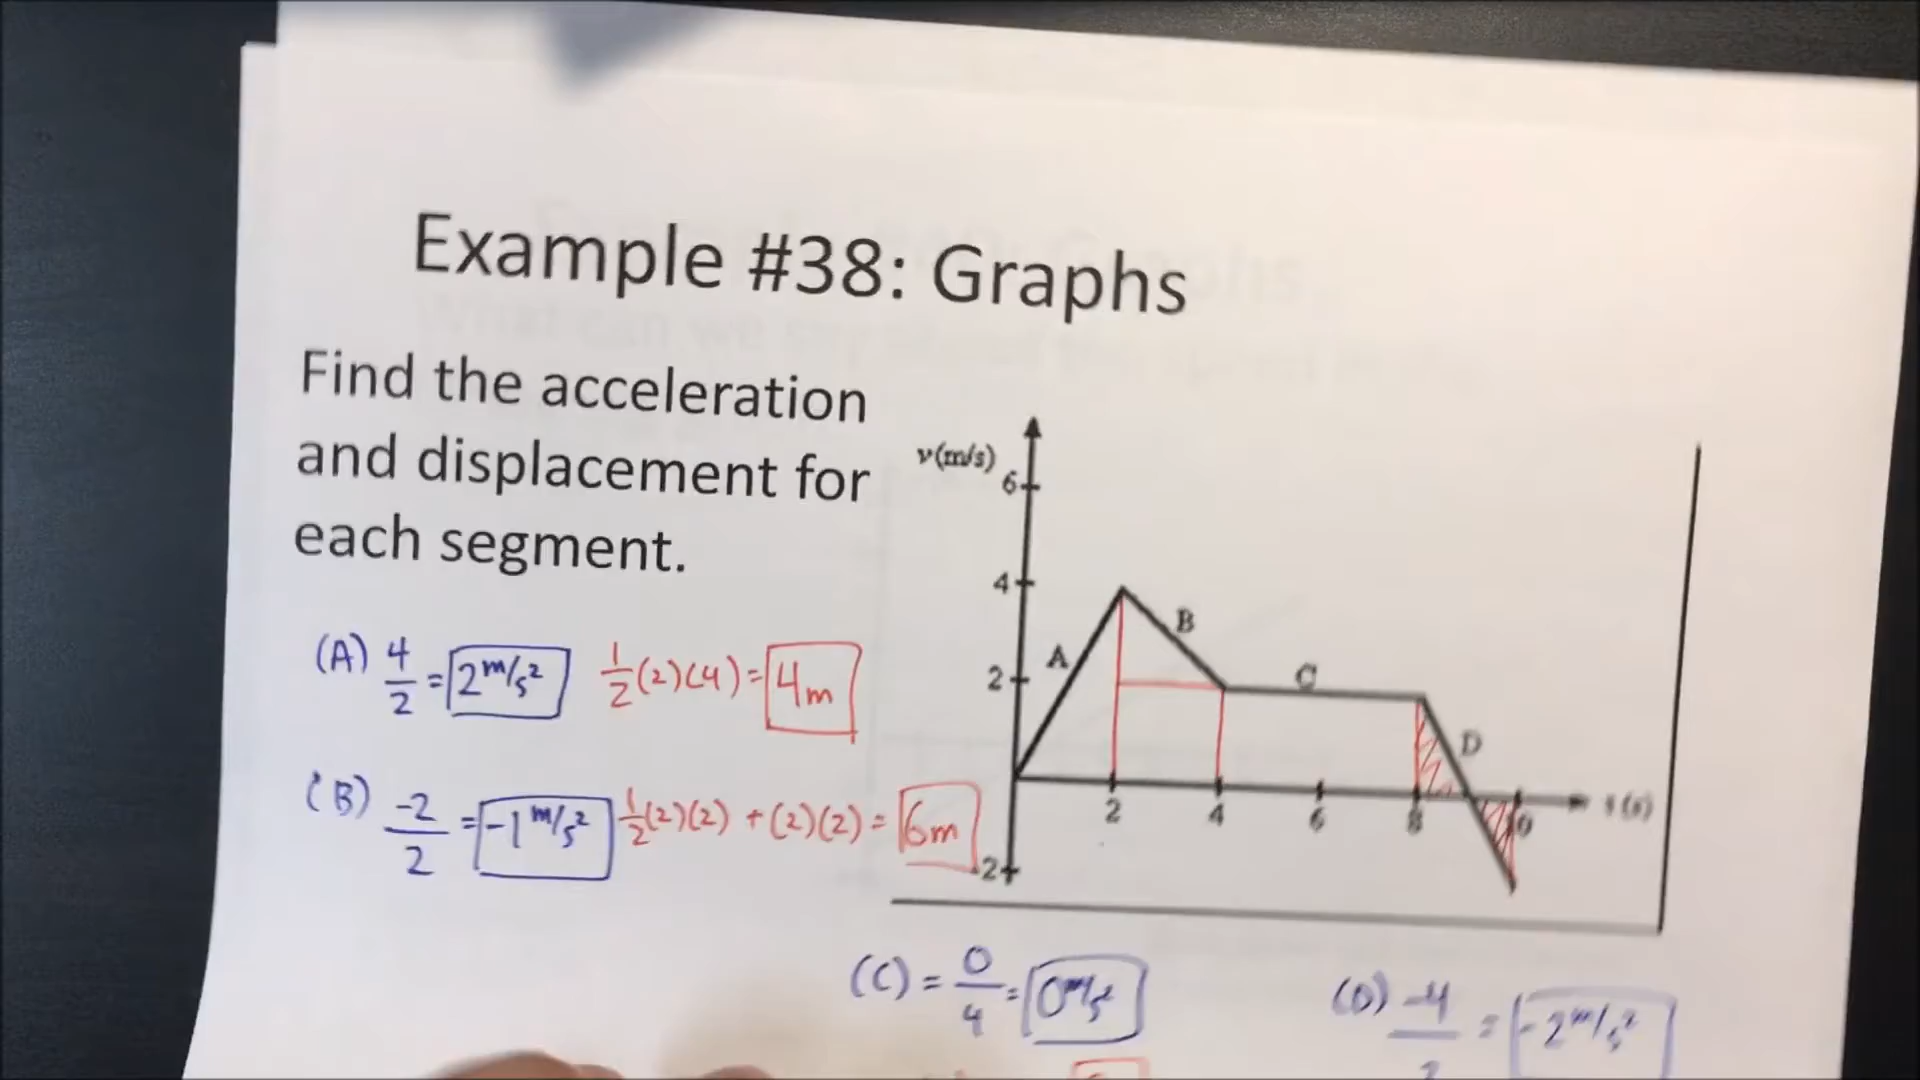 Example #38: Graphs
Find the acceleration
and displacement for
each segment.
(A) 4/2 = 2 m/s² ½(2)(4) = 4m
(B) -2/2 = -1 m/s² ½(2)(2) + (2)(2) = 6m
v(m/s)
6
4
2
-2
A
B
C
D
2 4 6 8 t(s)
(C) = 0/4 = 0 m/s²
(D) -4/2 = -2 m/s²